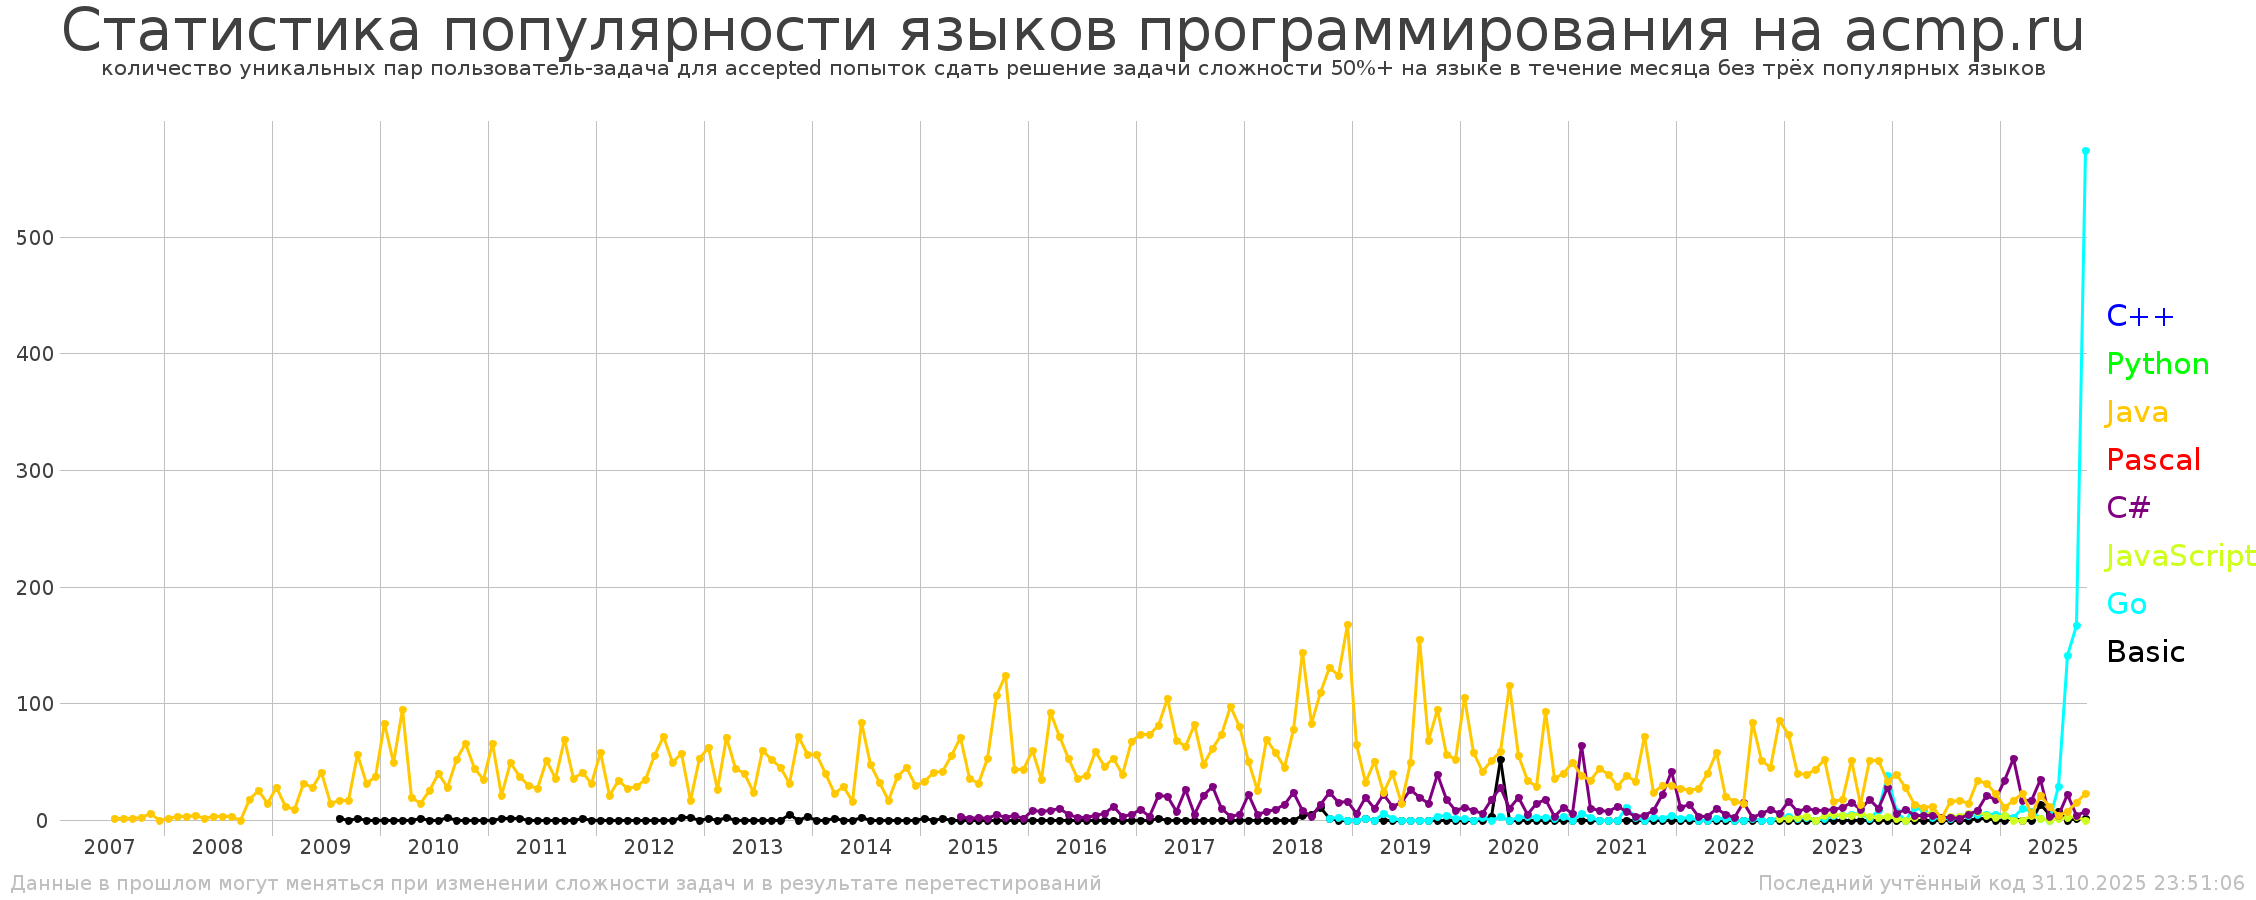 Статистика популярности языков программирования на acmp.ru
количество уникальных пар пользователь-задача для accepted попыток сдать решение задачи сложности 50%+ на языке в течение месяца без трёх популярных языков
500
400
300
200
100
0
C++
Python
Java
Pascal
C#
JavaScript
Go
Basic
2007 2008 2009 2010 2011 2012 2013 2014 2015 2016 2017 2018 2019 2020 2021 2022 2023 2024 2025
Данные в прошлом могут меняться при изменении сложности задач и в результате перетестирований
Последний учтённый код 31.10.2025 23:51:06